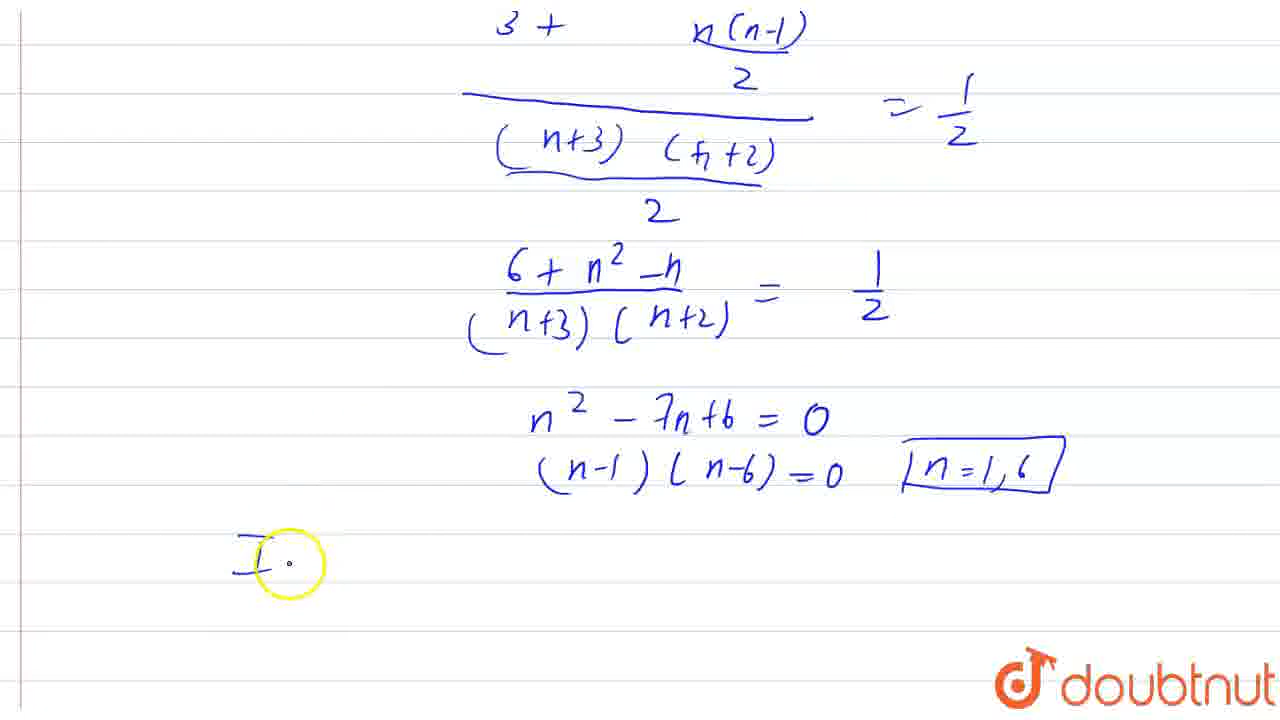 3 + n(n-1)
2
(n+3) (n+2) = 1/2
2
6 + n² - n = 1
(n+3) (n+2) 2
n² - 7n+6 = 0
(n-1) (n-6) = 0 n = 1, 6
I
doubtnut